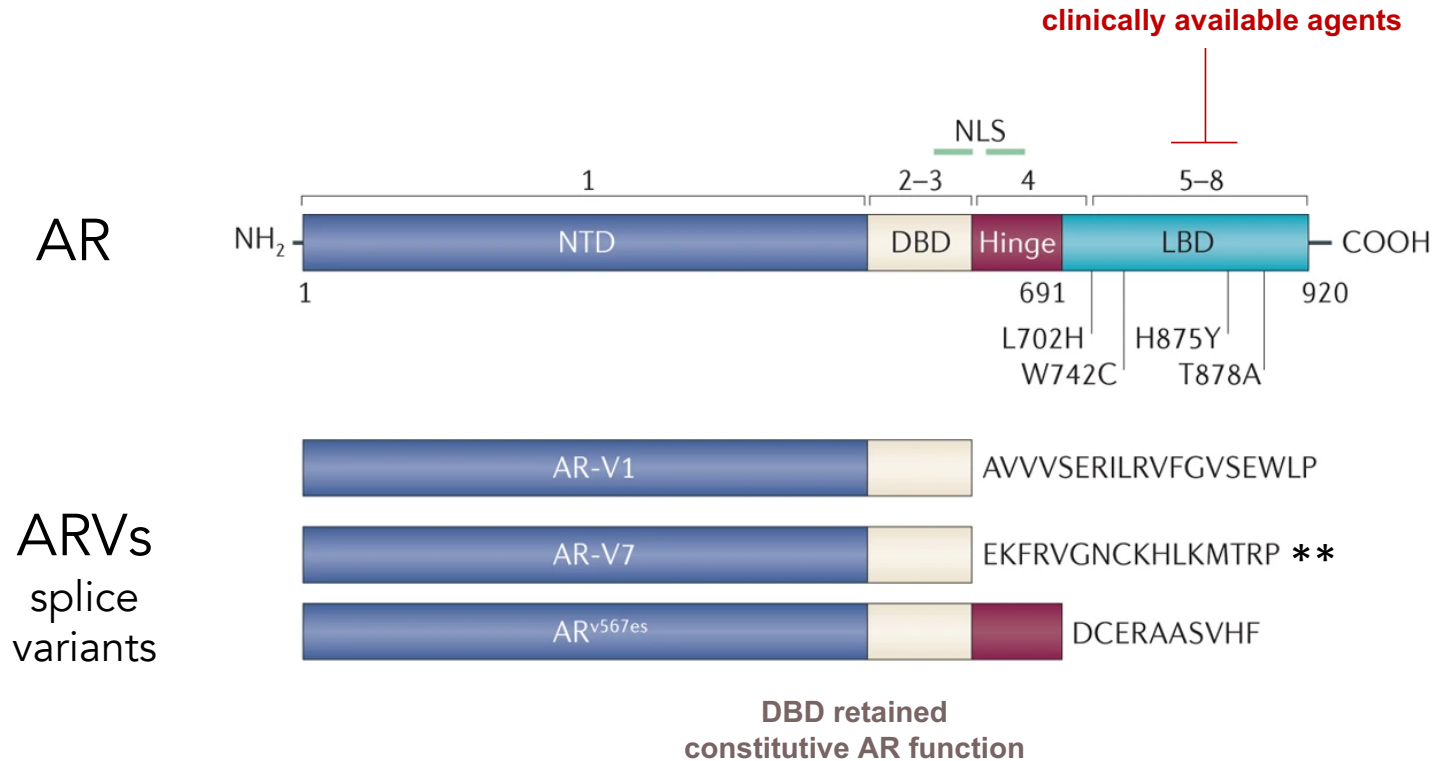 clinically available agents
NLS
1 2–3 4 5–8
AR
NH2 NTD DBD Hinge LBD COOH
1 691 920
L702H H875Y
W742C T878A
AR-V1 AVVVSERILRVFGVSEWLP
ARVs
splice
variants
AR-V7 EKFRVGNCKHLKMTRP **
ARv567es DCERAASVHF
DBD retained
constitutive AR function